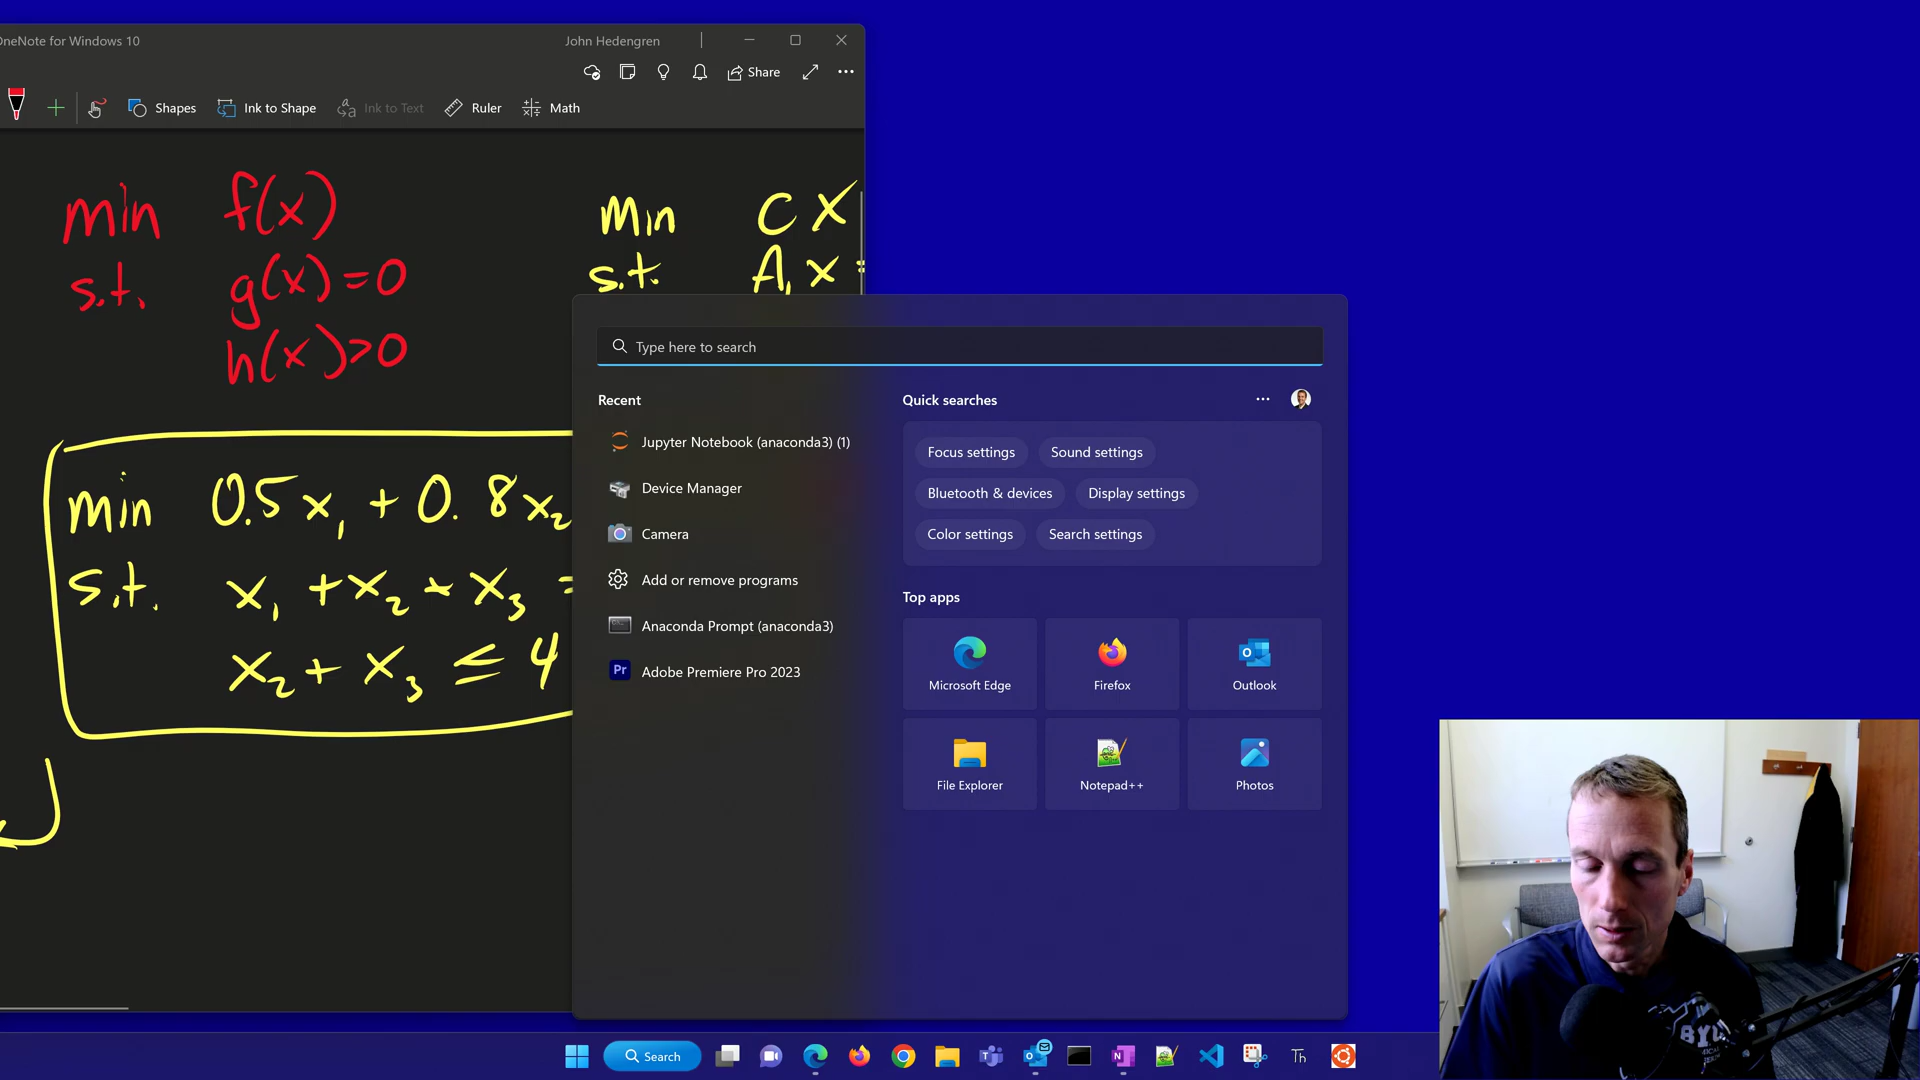 OneNote for Windows 10
John Hedengren
Share
Shapes
Ink to Shape
Ink to Text
Ruler
Math
min f(x)
s.t. g(x)=0
h(x)>0
min C X
s.t. A, x =
min 0.5x₁ + 0.8x₂
s.t. x₁ + x₂ * x₃ =
x₂ + x₃ ≤ 4
Type here to search
Recent
Jupyter Notebook (anaconda3) (1)
Device Manager
Camera
Add or remove programs
Anaconda Prompt (anaconda3)
Pr
Adobe Premiere Pro 2023
Quick searches
Focus settings
Sound settings
Bluetooth & devices
Display settings
Color settings
Search settings
Top apps
Microsoft Edge
Firefox
Outlook
File Explorer
Notepad++
Photos
Search
Th
BYU